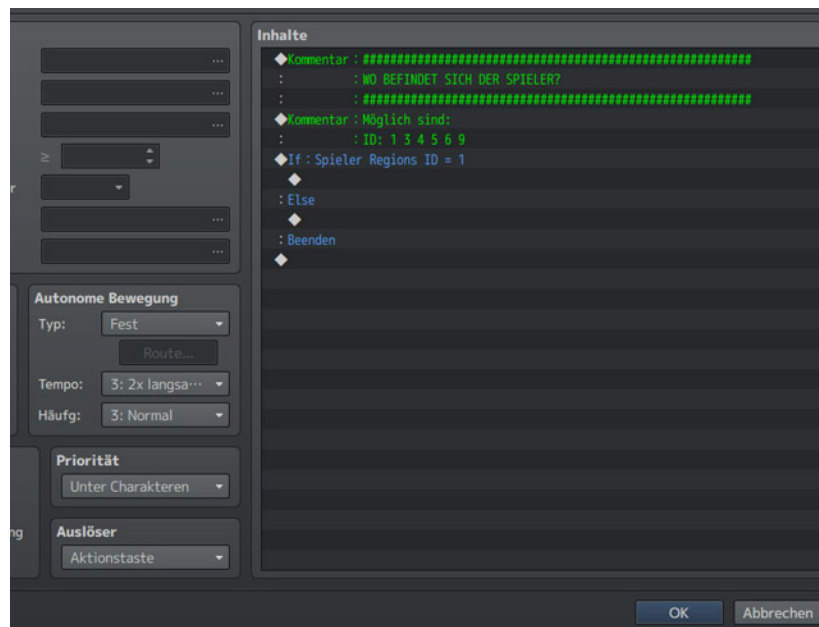 Inhalte
◆Kommentar : #########################################################
:          : WO BEFINDET SICH DER SPIELER?
:          : #########################################################
◆Kommentar : Möglich sind:
:          : ID: 1 3 4 5 6 9
◆If : Spieler Regions ID = 1
◆
: Else
◆
: Beenden
◆
...
...
...
≥
r
...
...
Autonome Bewegung
Typ: Fest
Route...
Tempo: 3: 2x langsa...
Häufg: 3: Normal
Priorität
Unter Charakteren
ng
Auslöser
Aktionstaste
OK Abbrechen